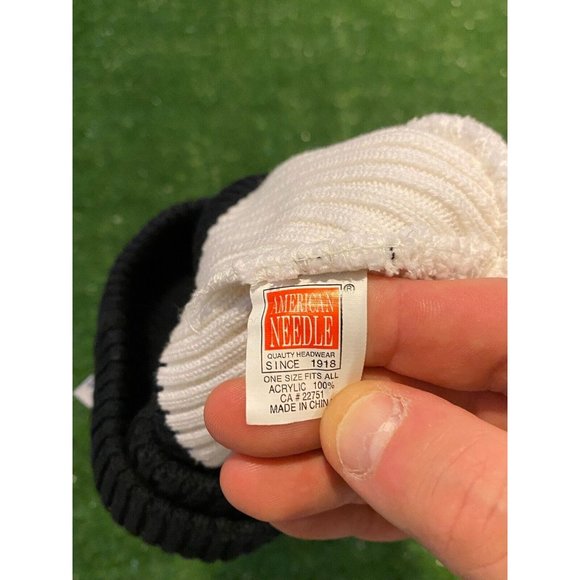 AMERICAN ®
NEEDLE
QUALITY HEADWEAR
SINCE 1918
ONE SIZE FITS ALL
ACRYLIC 100%
CA # 22751
MADE IN CHINA